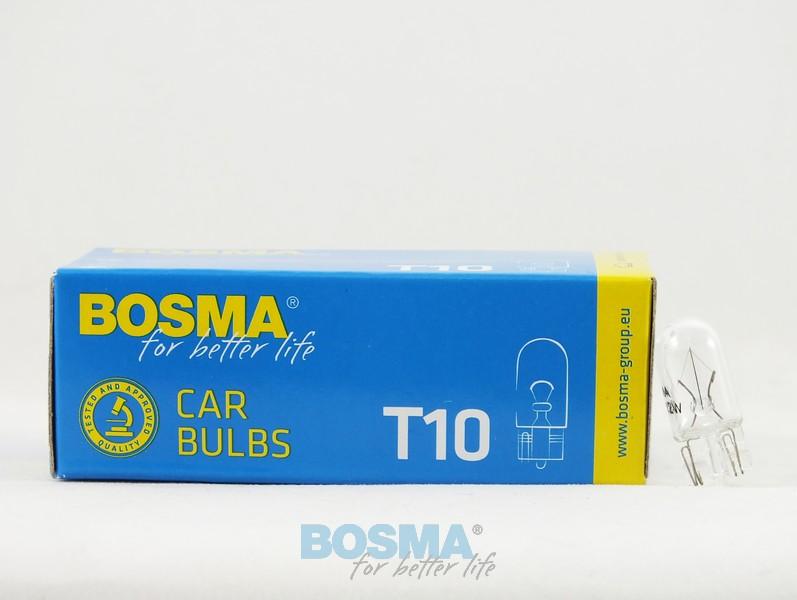 BOSMA
T10
BOSMA®
for better life
TESTED AND APPROVED
QUALITY
CAR
BULBS
T10
www.bosma-group.eu
BOSMA®
for better life